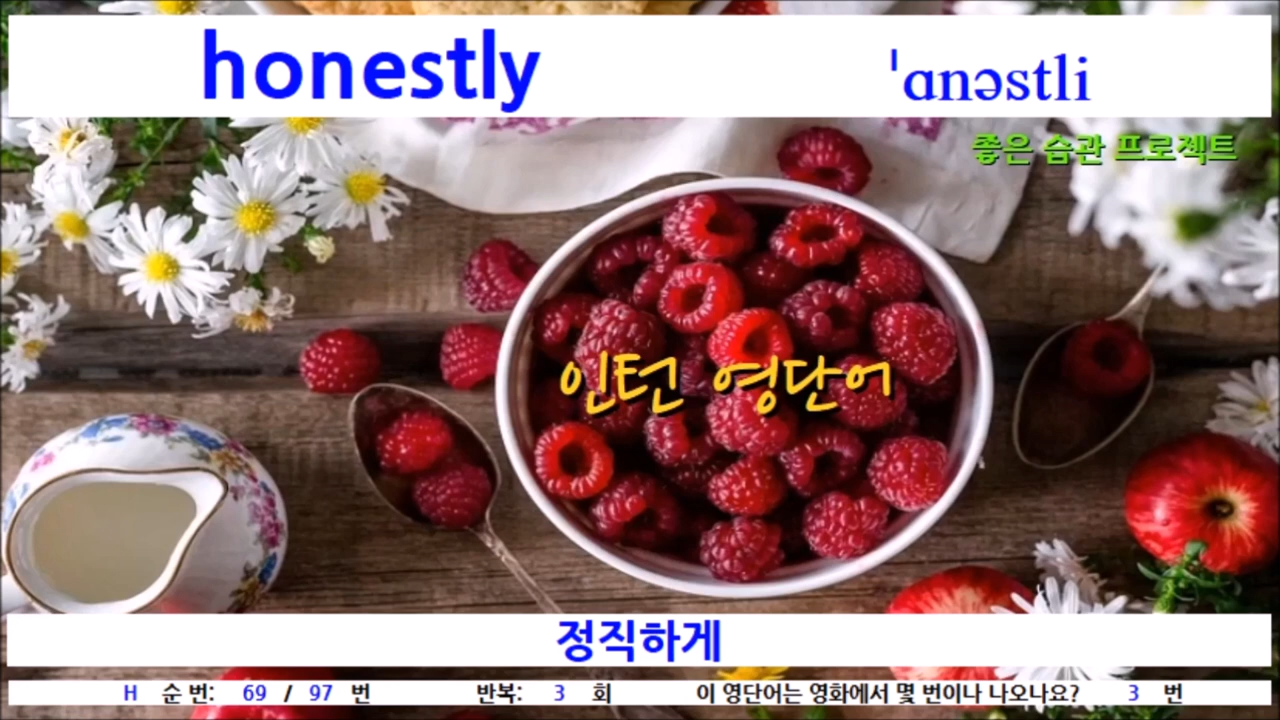 honestly ˈɑnəstli
좋은 습관 프로젝트
인턴 영단어
정직하게
H 순 번: 69 / 97 번 반복: 3 회 이 영단어는 영화에서 몇 번이나 나오나요? 3 번